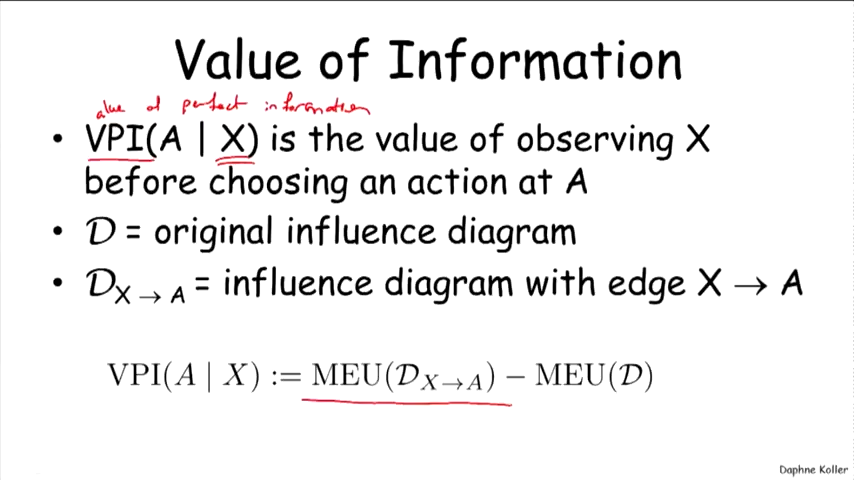 Value of Information
alue of perfect information
• VPI(A | X) is the value of observing X
before choosing an action at A
• 𝒟 = original influence diagram
• 𝒟X → A = influence diagram with edge X → A
VPI(A | X) := MEU(𝒟X→A) − MEU(𝒟)
Daphne Koller